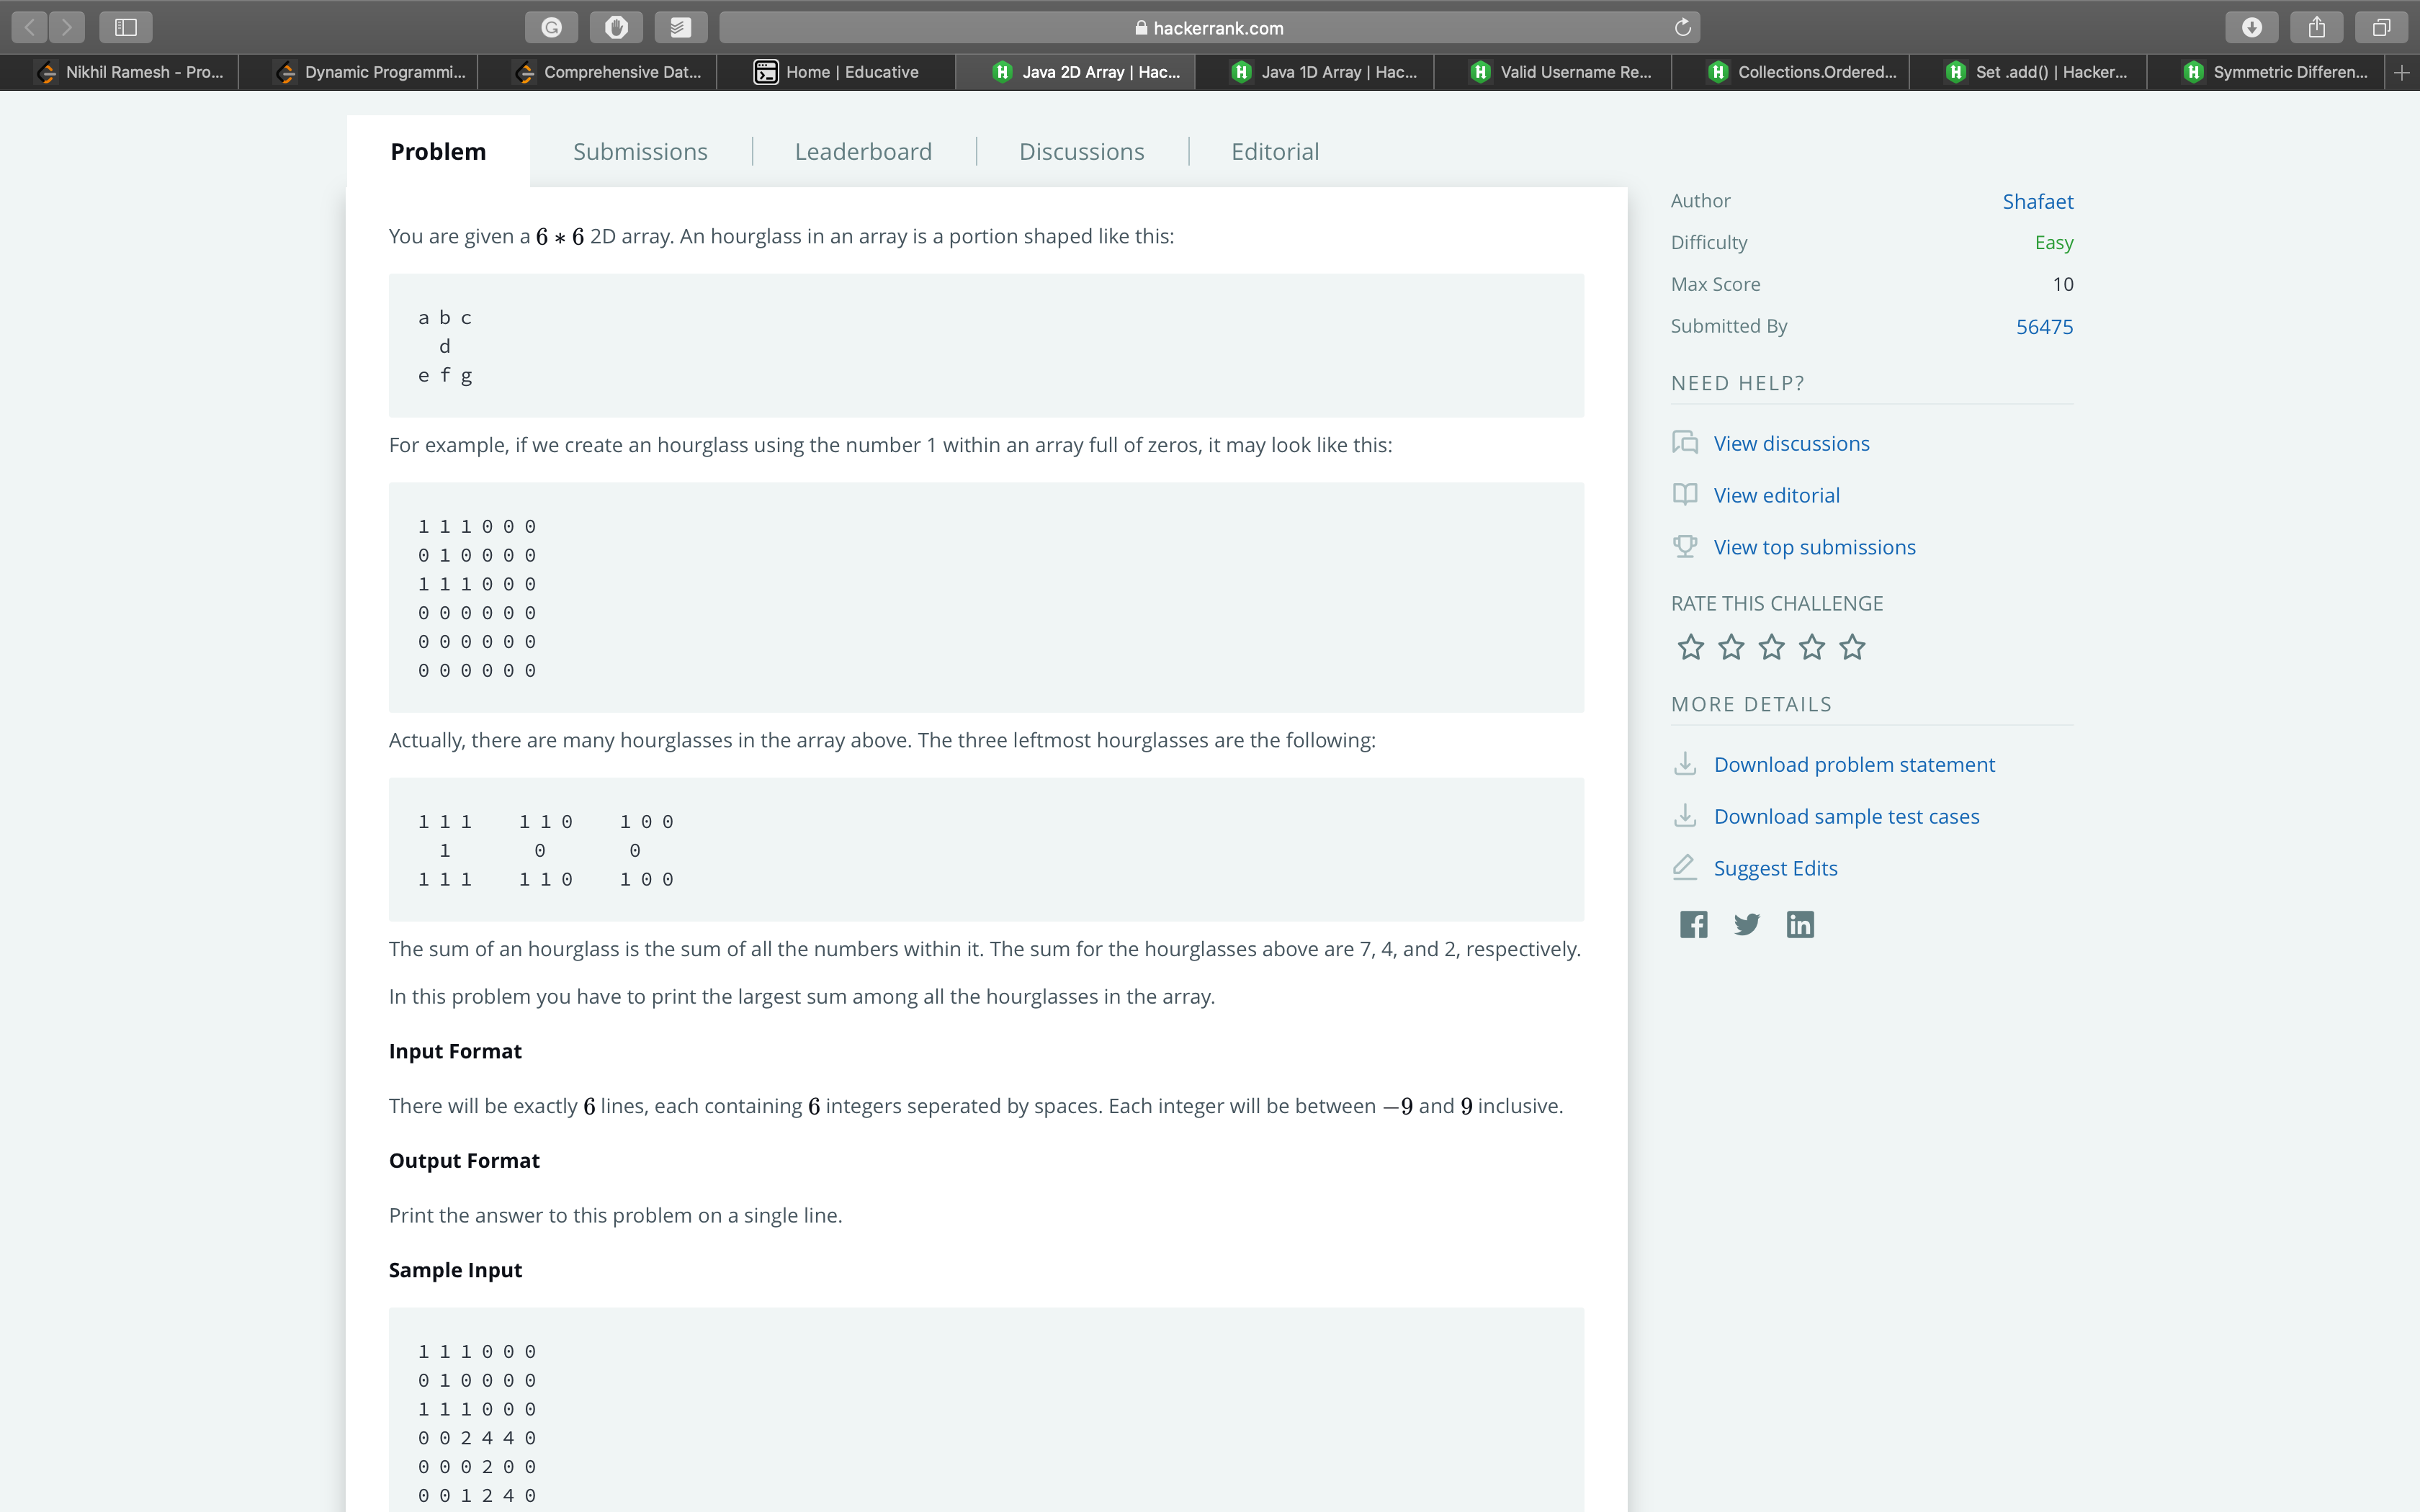 hackerrank.com
Nikhil Ramesh - Pro...
Dynamic Programmi...
Comprehensive Dat...
Home | Educative
Java 2D Array | Hac...
Java 1D Array | Hac...
Valid Username Re...
Collections.Ordered...
Set .add() | Hacker...
Symmetric Differen...
Problem
Submissions
Leaderboard
Discussions
Editorial
You are given a 6 * 6 2D array. An hourglass in an array is a portion shaped like this:
a b c
  d
e f g
For example, if we create an hourglass using the number 1 within an array full of zeros, it may look like this:
1 1 1 0 0 0
0 1 0 0 0 0
1 1 1 0 0 0
0 0 0 0 0 0
0 0 0 0 0 0
0 0 0 0 0 0
Actually, there are many hourglasses in the array above. The three leftmost hourglasses are the following:
1 1 1     1 1 0     1 0 0
  1         0         0
1 1 1     1 1 0     1 0 0
The sum of an hourglass is the sum of all the numbers within it. The sum for the hourglasses above are 7, 4, and 2, respectively.
In this problem you have to print the largest sum among all the hourglasses in the array.
Input Format
There will be exactly 6 lines, each containing 6 integers seperated by spaces. Each integer will be between −9 and 9 inclusive.
Output Format
Print the answer to this problem on a single line.
Sample Input
1 1 1 0 0 0
0 1 0 0 0 0
1 1 1 0 0 0
0 0 2 4 4 0
0 0 0 2 0 0
0 0 1 2 4 0
Author Shafaet
Difficulty Easy
Max Score 10
Submitted By 56475
NEED HELP?
View discussions
View editorial
View top submissions
RATE THIS CHALLENGE
MORE DETAILS
Download problem statement
Download sample test cases
Suggest Edits